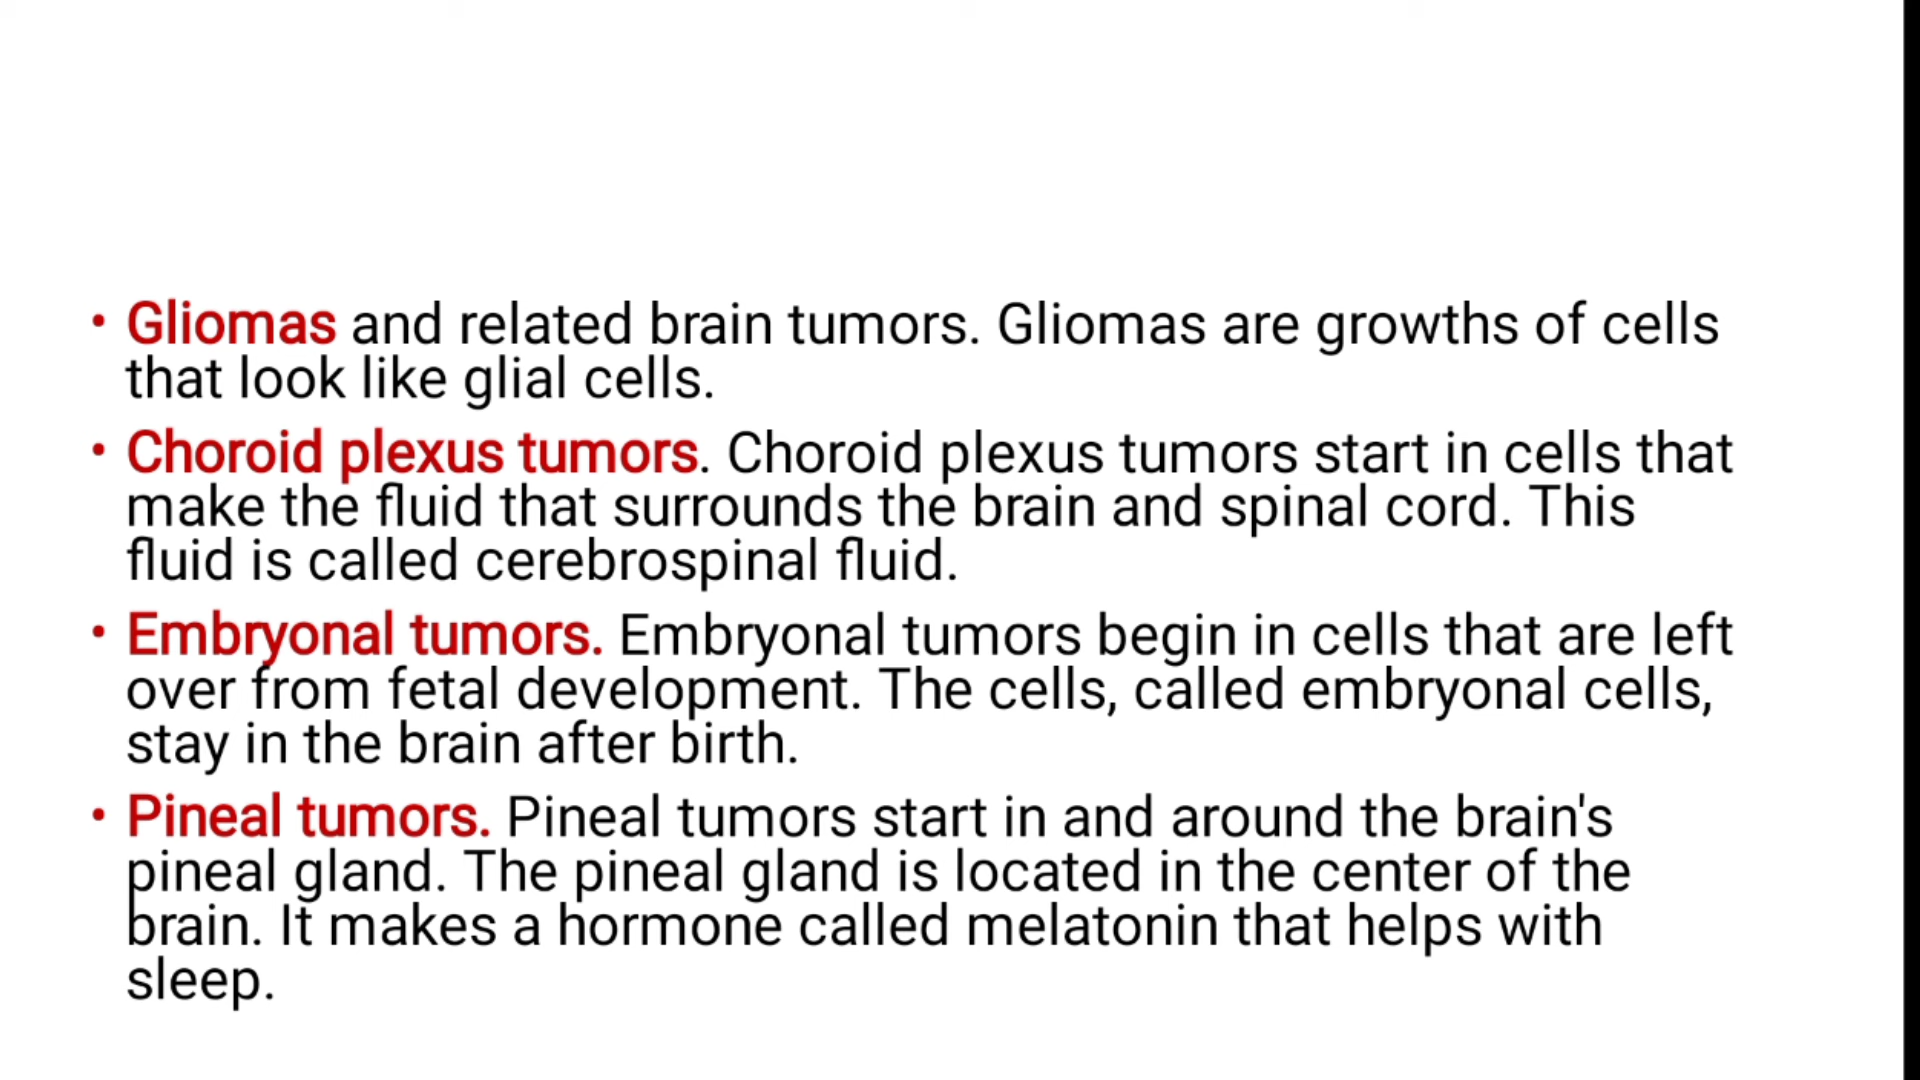 • Gliomas and related brain tumors. Gliomas are growths of cells
that look like glial cells.
• Choroid plexus tumors. Choroid plexus tumors start in cells that
make the fluid that surrounds the brain and spinal cord. This
fluid is called cerebrospinal fluid.
• Embryonal tumors. Embryonal tumors begin in cells that are left
over from fetal development. The cells, called embryonal cells,
stay in the brain after birth.
• Pineal tumors. Pineal tumors start in and around the brain's
pineal gland. The pineal gland is located in the center of the
brain. It makes a hormone called melatonin that helps with
sleep.